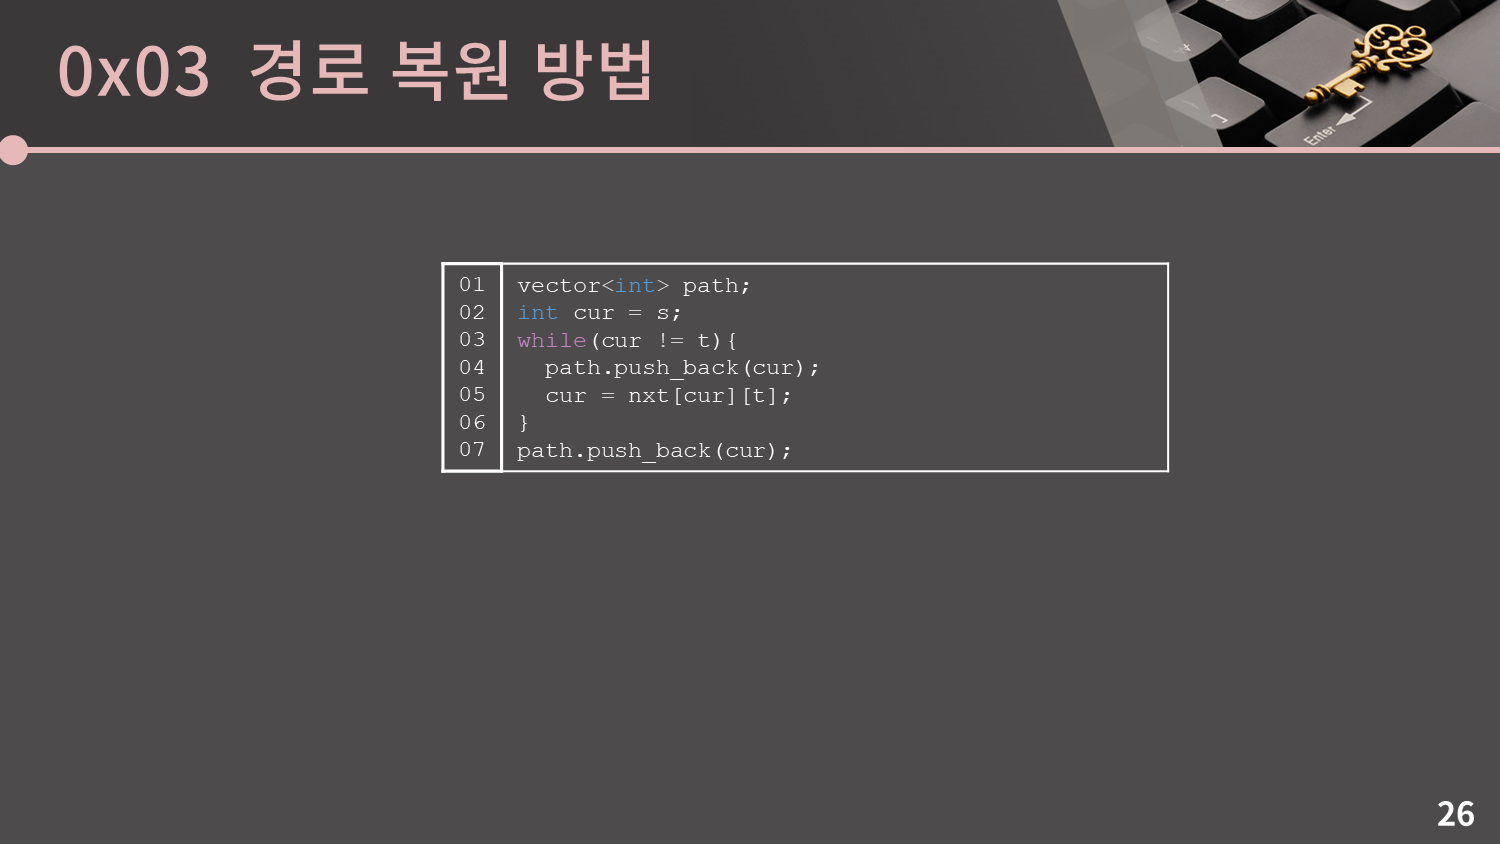 0x03 경로 복원 방법
Enter
01 vector<int> path;
02 int cur = s;
03 while(cur != t){
04   path.push_back(cur);
05   cur = nxt[cur][t];
06 }
07 path.push_back(cur);
26